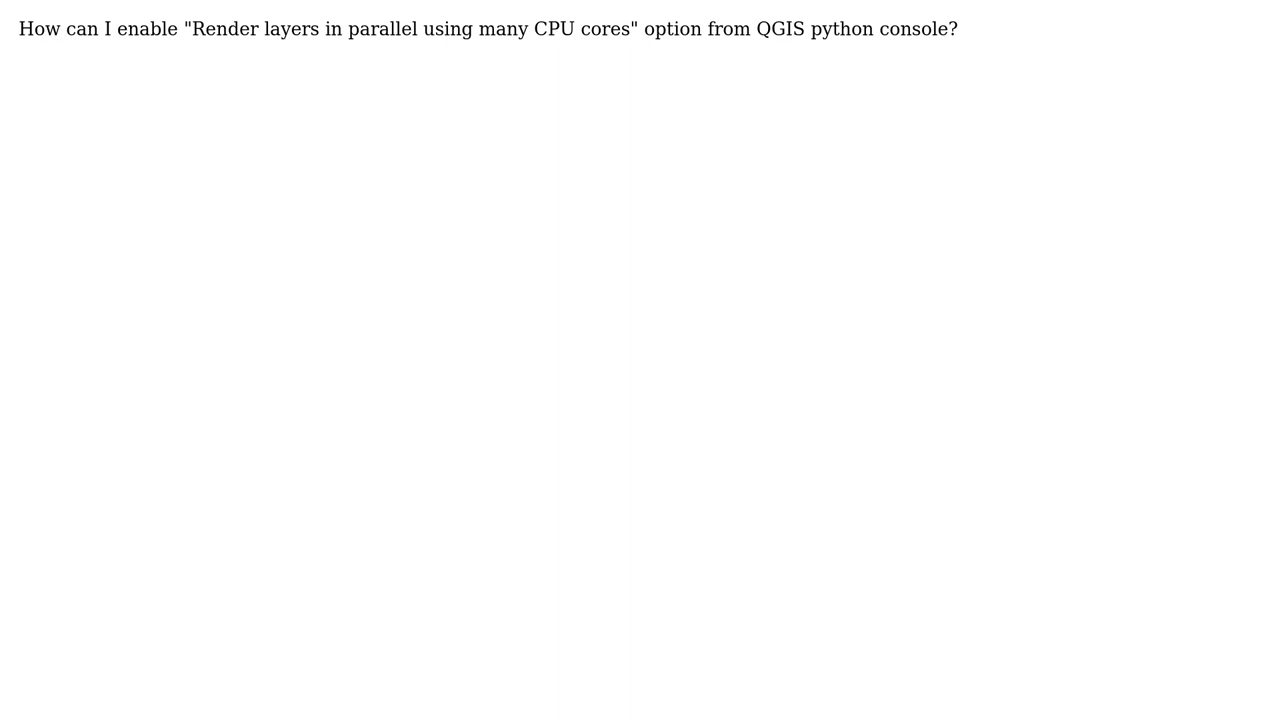 How can I enable "Render layers in parallel using many CPU cores" option from QGIS python console?